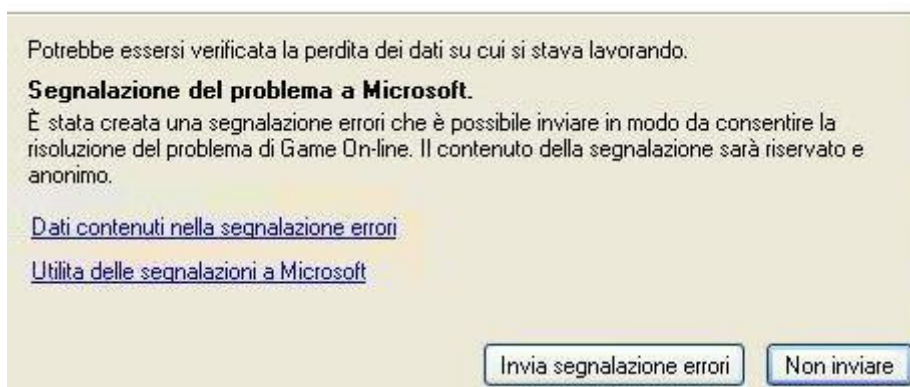 Potrebbe essersi verificata la perdita dei dati su cui si stava lavorando.
Segnalazione del problema a Microsoft.
È stata creata una segnalazione errori che è possibile inviare in modo da consentire la
risoluzione del problema di Game On-line. Il contenuto della segnalazione sarà riservato e
anonimo.
Dati contenuti nella segnalazione errori
Utilita delle segnalazioni a Microsoft
Invia segnalazione errori Non inviare